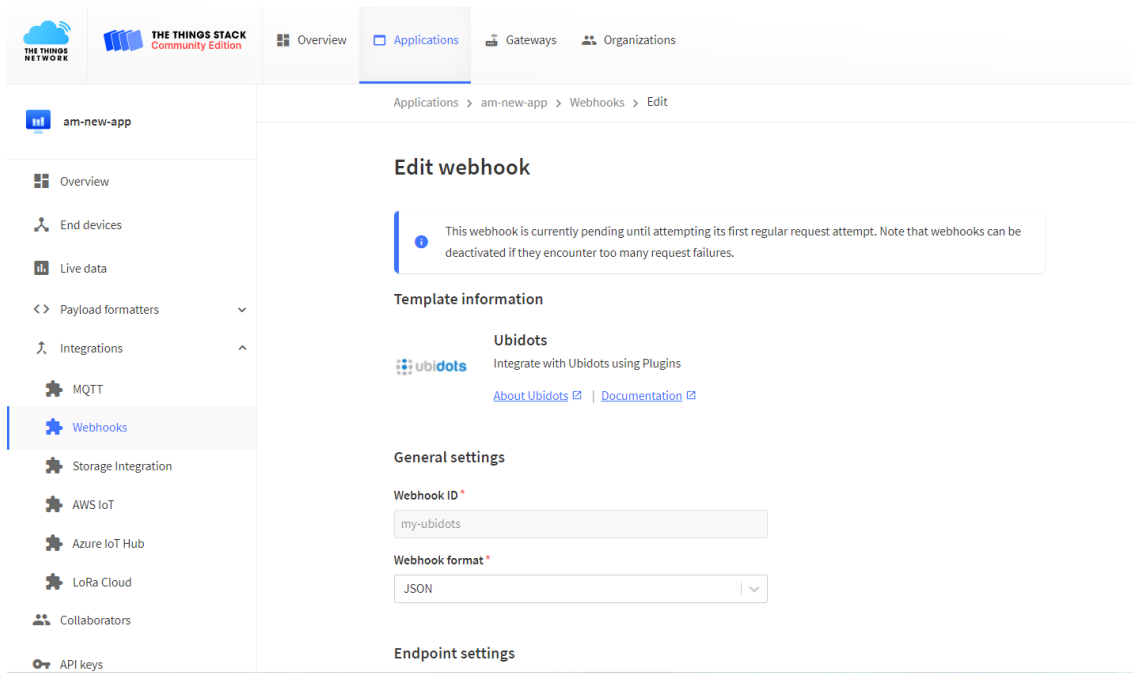 THE THINGS
NETWORK
THE THINGS STACK
Community Edition
Overview
Applications
Gateways
Organizations
am-new-app
Overview
End devices
Live data
Payload formatters
Integrations
MQTT
Webhooks
Storage Integration
AWS IoT
Azure IoT Hub
LoRa Cloud
Collaborators
API keys
Applications > am-new-app > Webhooks > Edit
Edit webhook
This webhook is currently pending until attempting its first regular request attempt. Note that webhooks can be
deactivated if they encounter too many request failures.
Template information
ubidots
Ubidots
Integrate with Ubidots using Plugins
About Ubidots | Documentation
General settings
Webhook ID *
my-ubidots
Webhook format *
JSON
Endpoint settings